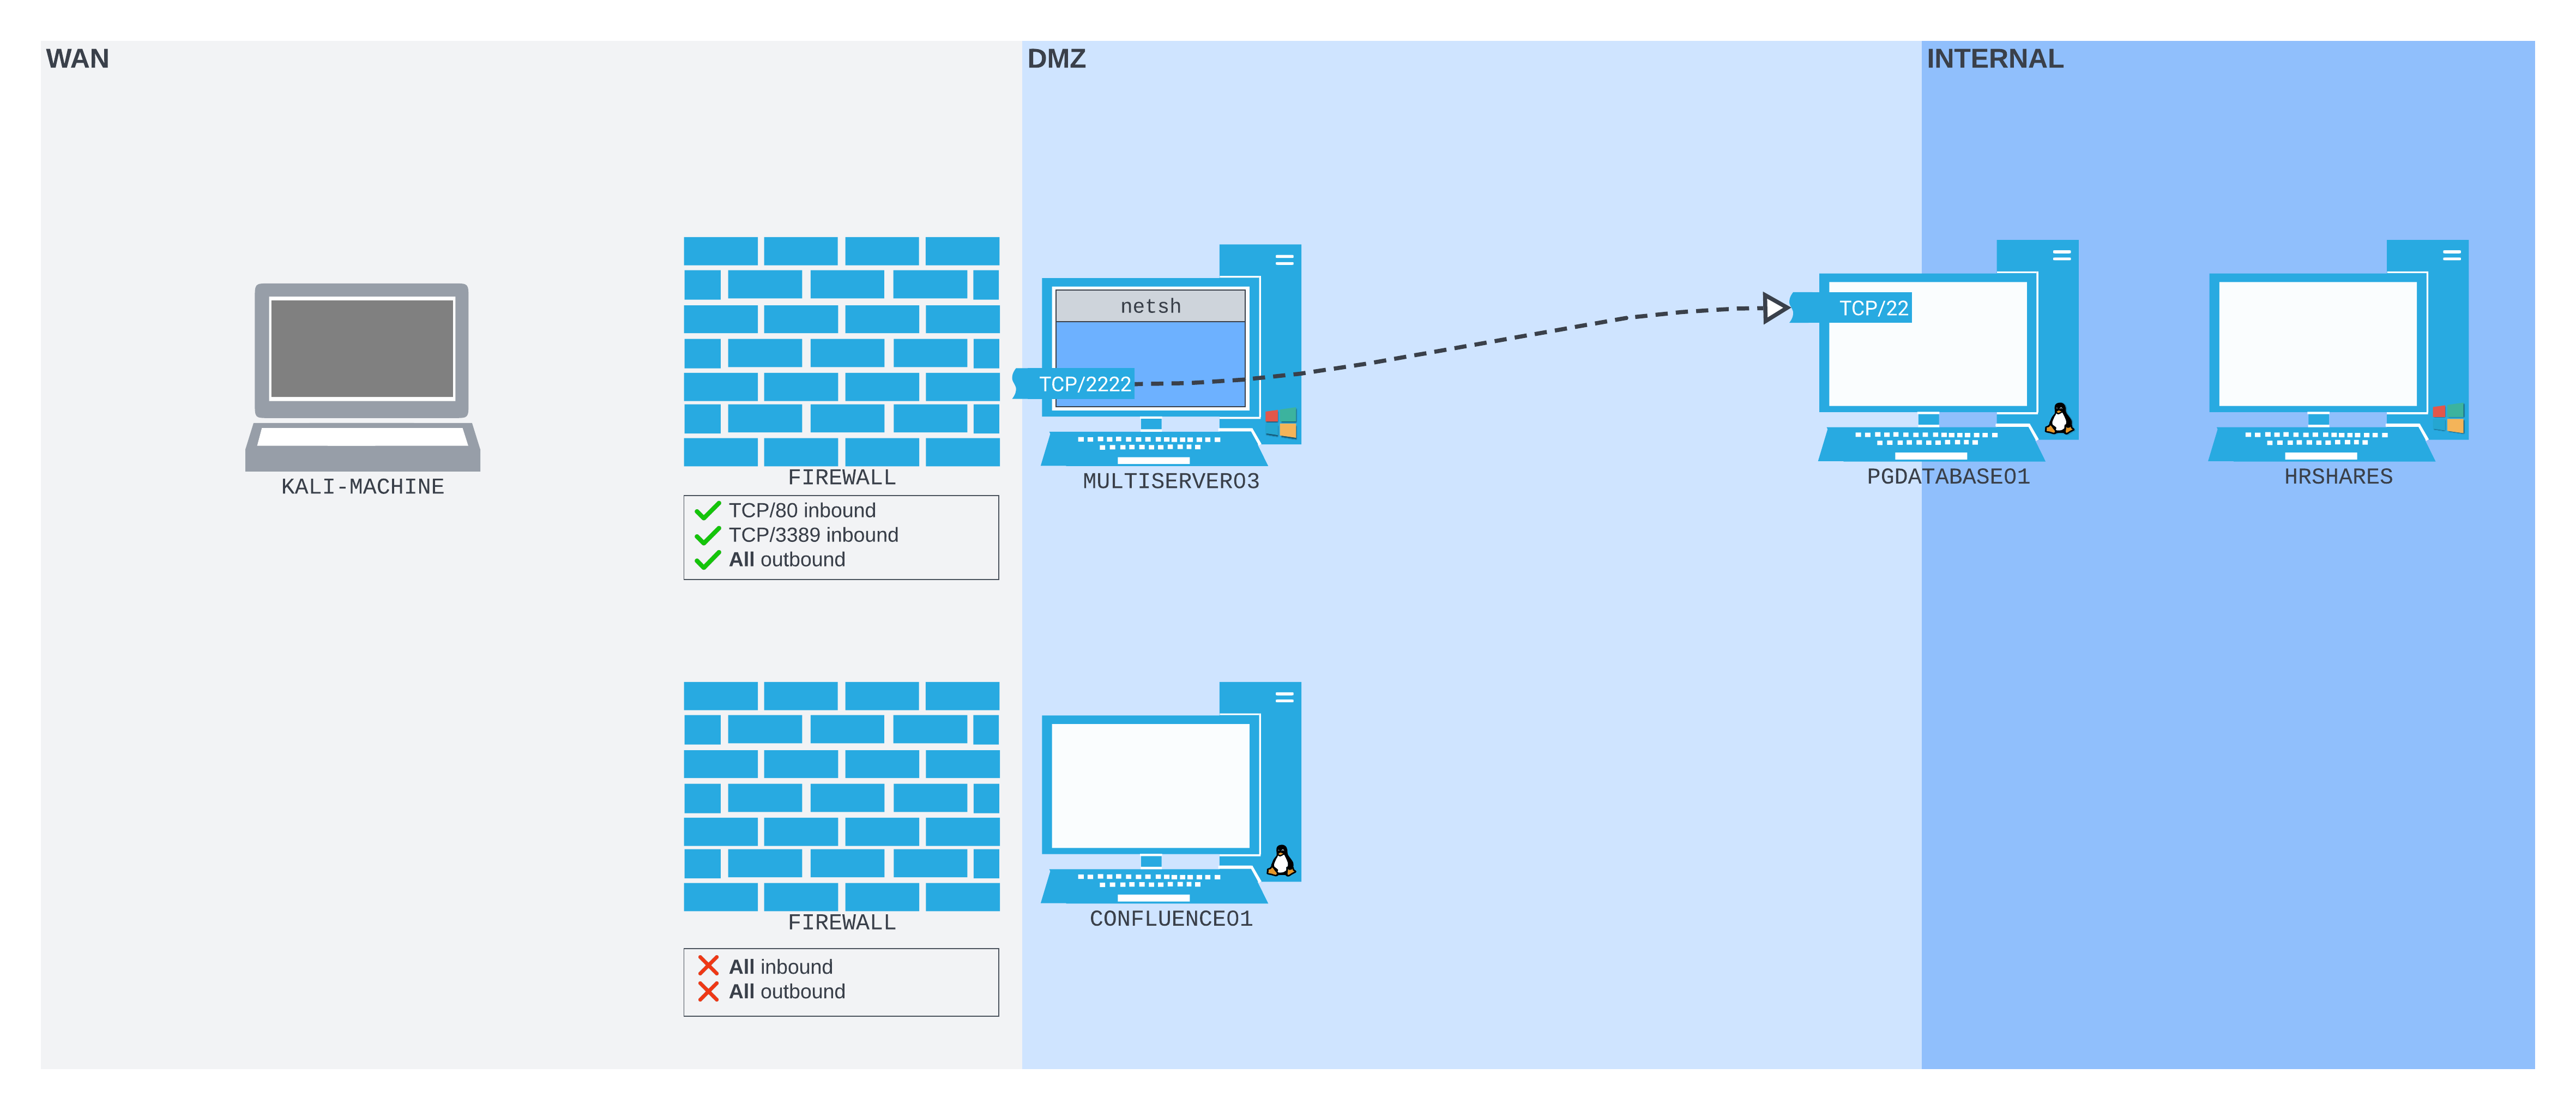 WAN
DMZ
INTERNAL
netsh
TCP/2222
TCP/22
KALI-MACHINE
FIREWALL
MULTISERVER03
PGDATABASE01
HRSHARES
TCP/80 inbound
TCP/3389 inbound
All outbound
FIREWALL
CONFLUENCE01
All inbound
All outbound